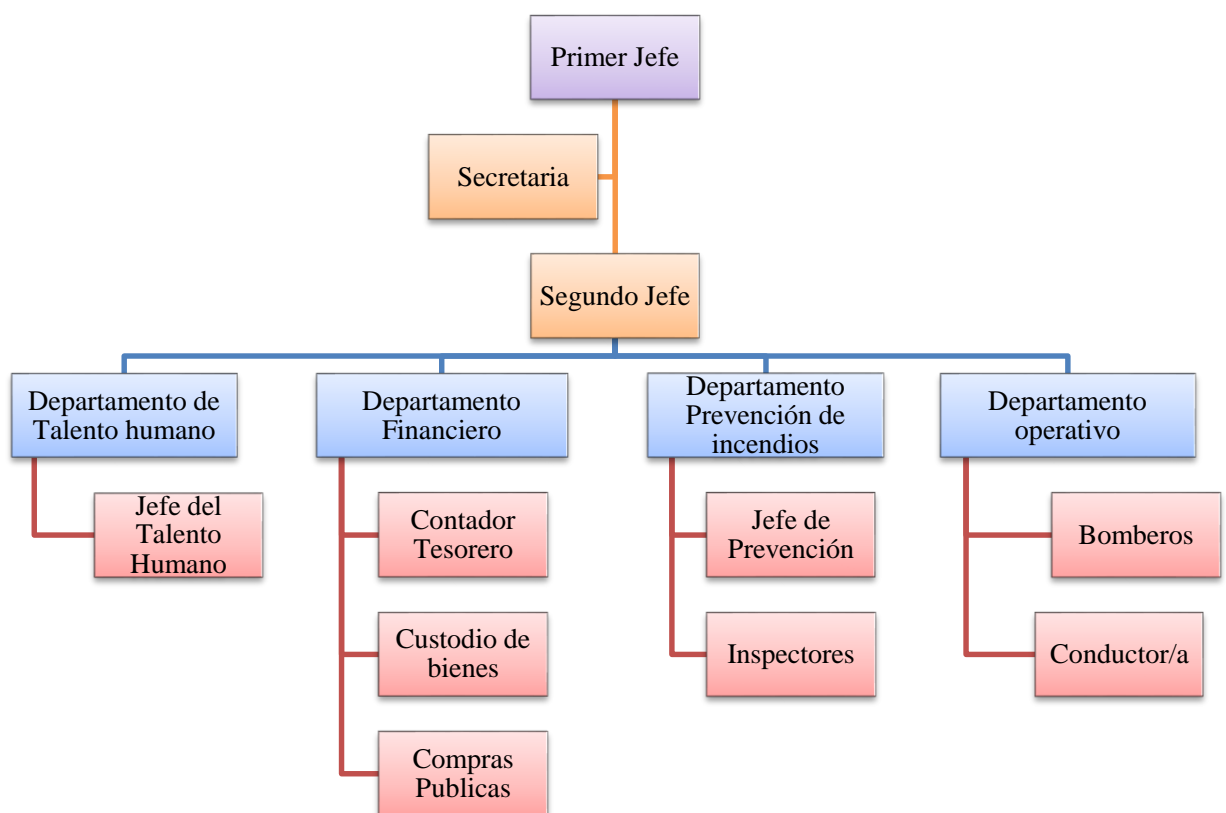 Primer Jefe
Secretaria
Segundo Jefe
Departamento de
Talento humano
Departamento
Financiero
Departamento
Prevención de
incendios
Departamento
operativo
Jefe del
Talento
Humano
Contador
Tesorero
Jefe de
Prevención
Bomberos
Custodio de
bienes
Inspectores
Conductor/a
Compras
Publicas